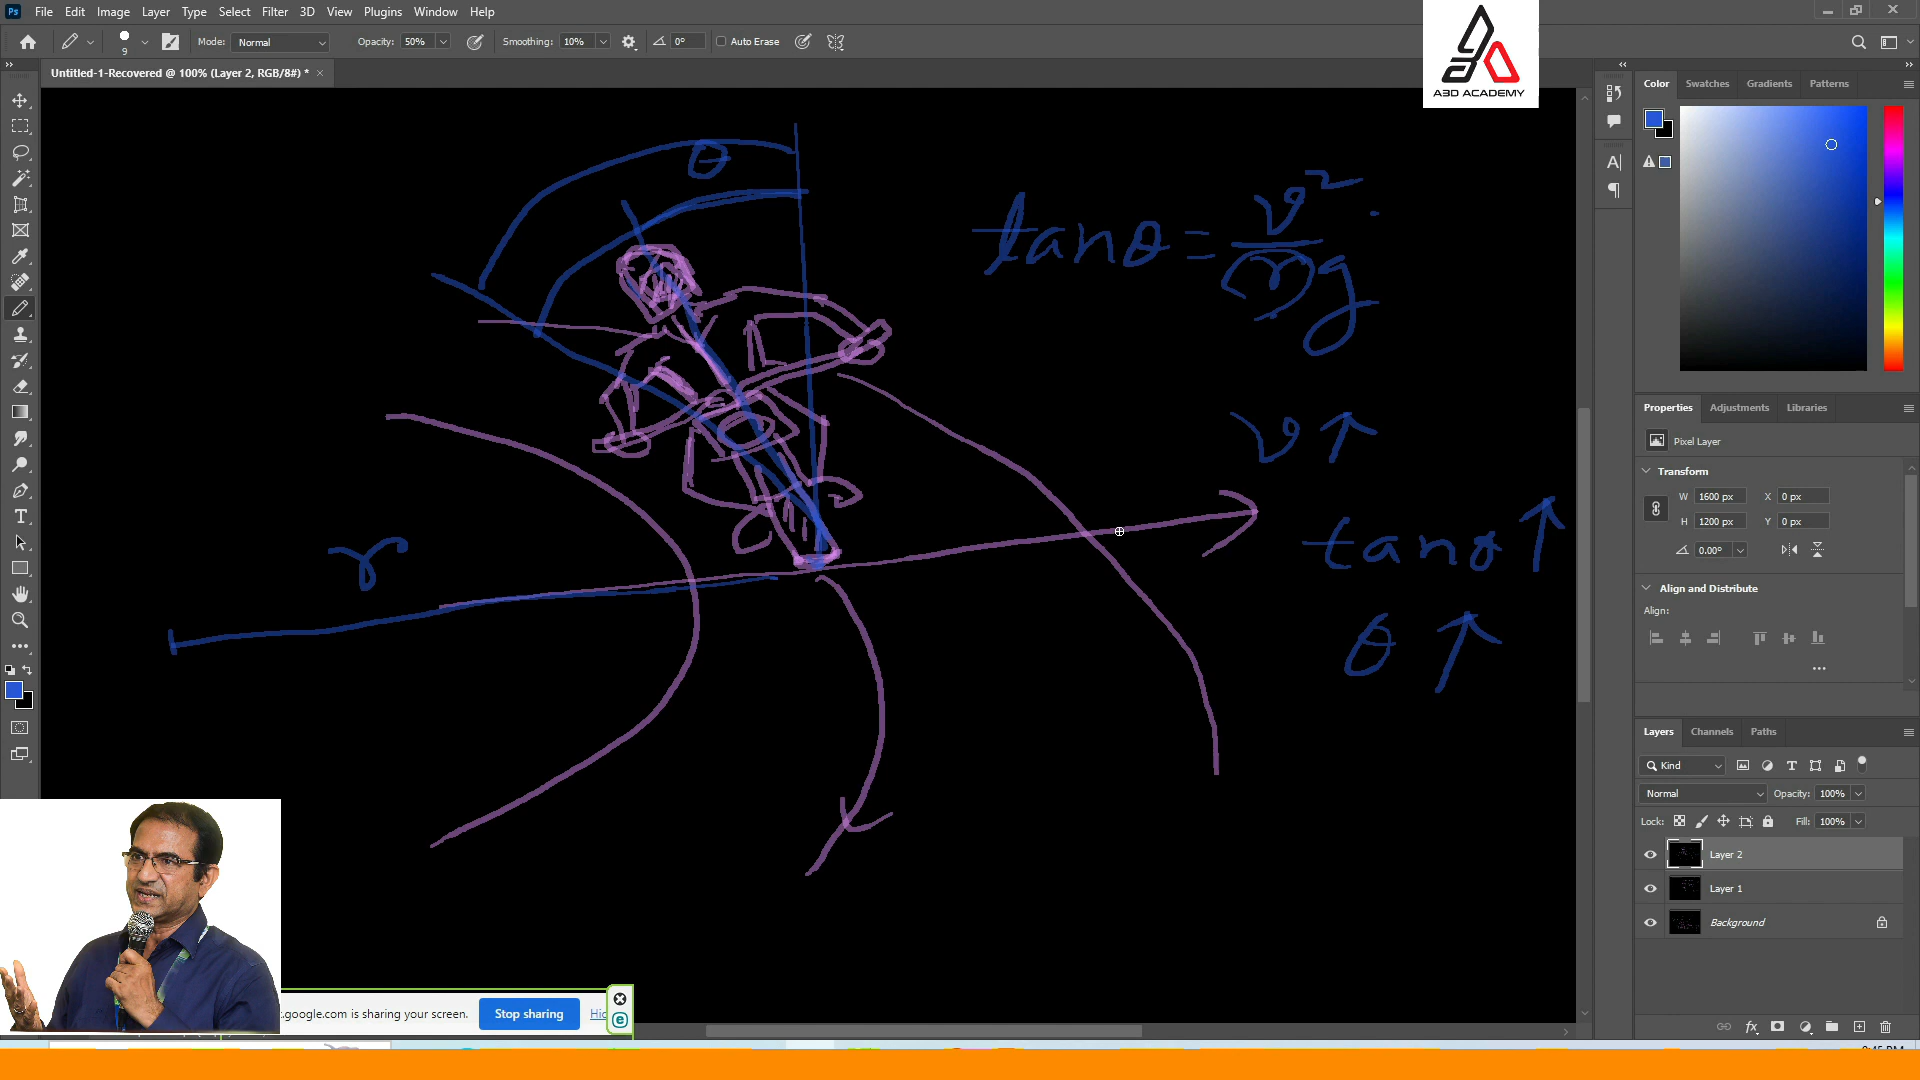 Ps File Edit Image Layer Type Select Filter 3D View Plugins Window Help
9 Mode: Normal Opacity: 50% Smoothing: 10% 0° Auto Erase
Untitled-1-Recovered @ 100% (Layer 2, RGB/8#) *
A3D ACADEMY
θ
tanθ = v²
rg
v ↑
tanθ ↑
θ ↑
r
Color Swatches Gradients Patterns
Properties Adjustments Libraries
Pixel Layer
Transform
W 1600 px X 0 px
H 1200 px Y 0 px
0.00°
Align and Distribute
Align:
Layers Channels Paths
Kind
Normal Opacity: 100%
Lock: Fill: 100%
Layer 2
Layer 1
Background
.google.com is sharing your screen. Stop sharing